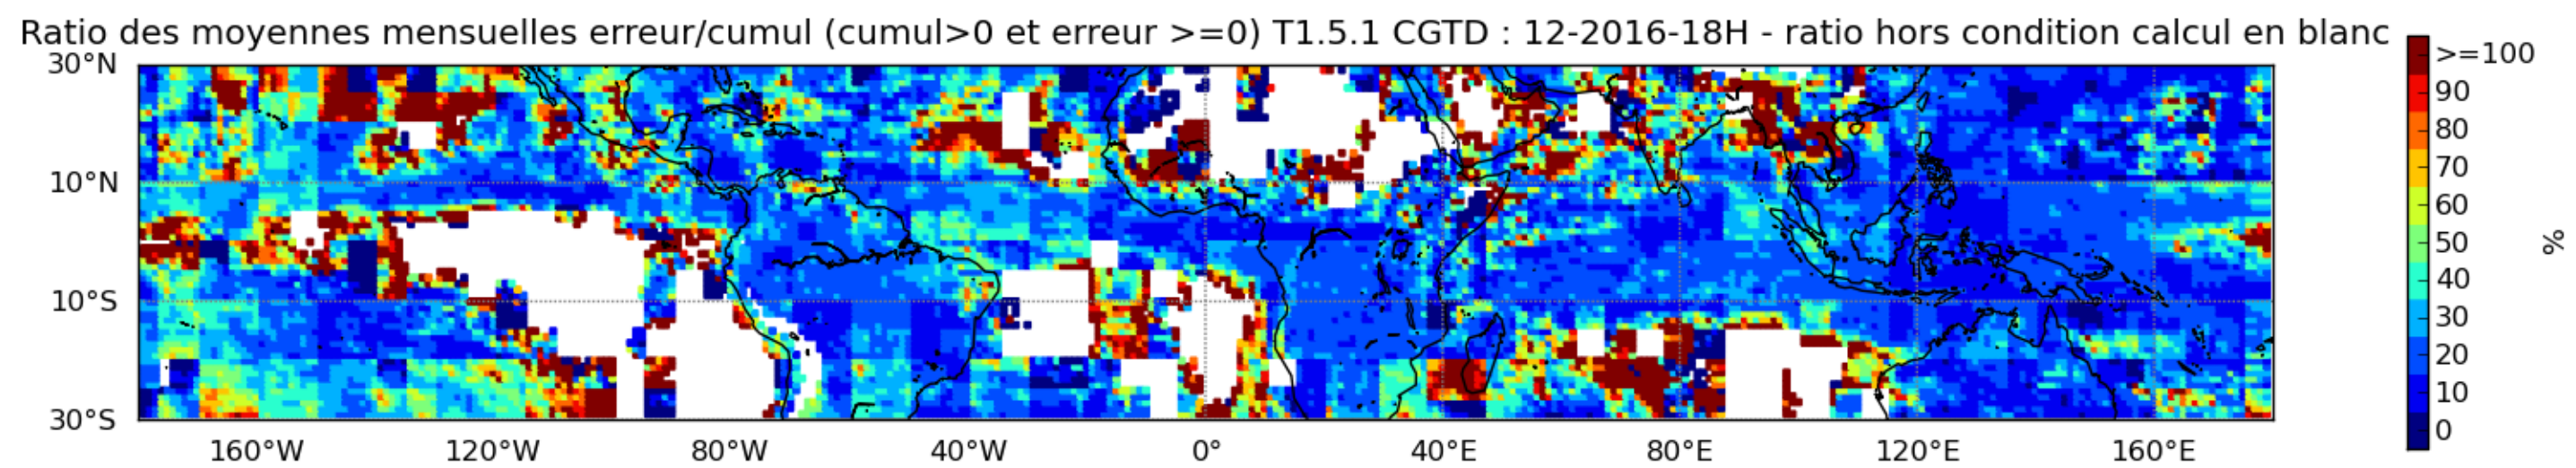 Ratio des moyennes mensuelles erreur/cumul (cumul>0 et erreur >=0) T1.5.1 CGTD : 12-2016-18H - ratio hors condition calcul en blanc
30°N
10°N
10°S
30°S
160°W 120°W 80°W 40°W 0° 40°E 80°E 120°E 160°E
>=100
90
80
70
60
50
40
30
20
10
0
%